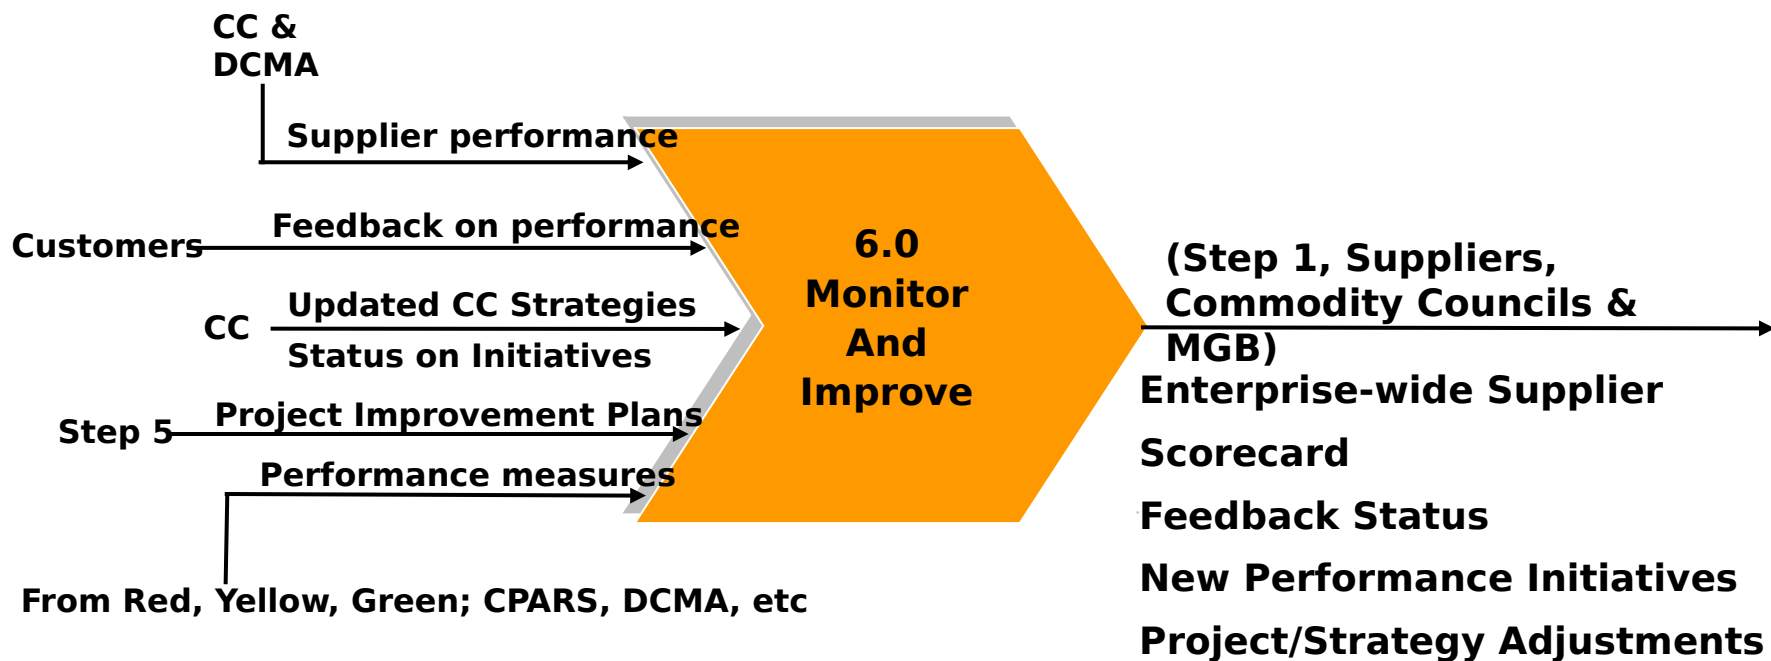 CC &
DCMA
Supplier performance
Feedback on performance
Customers
Updated CC Strategies
CC
Status on Initiatives
Project Improvement Plans
Step 5
Performance measures
From Red, Yellow, Green; CPARS, DCMA, etc
6.0
Monitor
And
Improve
(Step 1, Suppliers,
Commodity Councils &
MGB)
Enterprise-wide Supplier
Scorecard
Feedback Status
New Performance Initiatives
Project/Strategy Adjustments